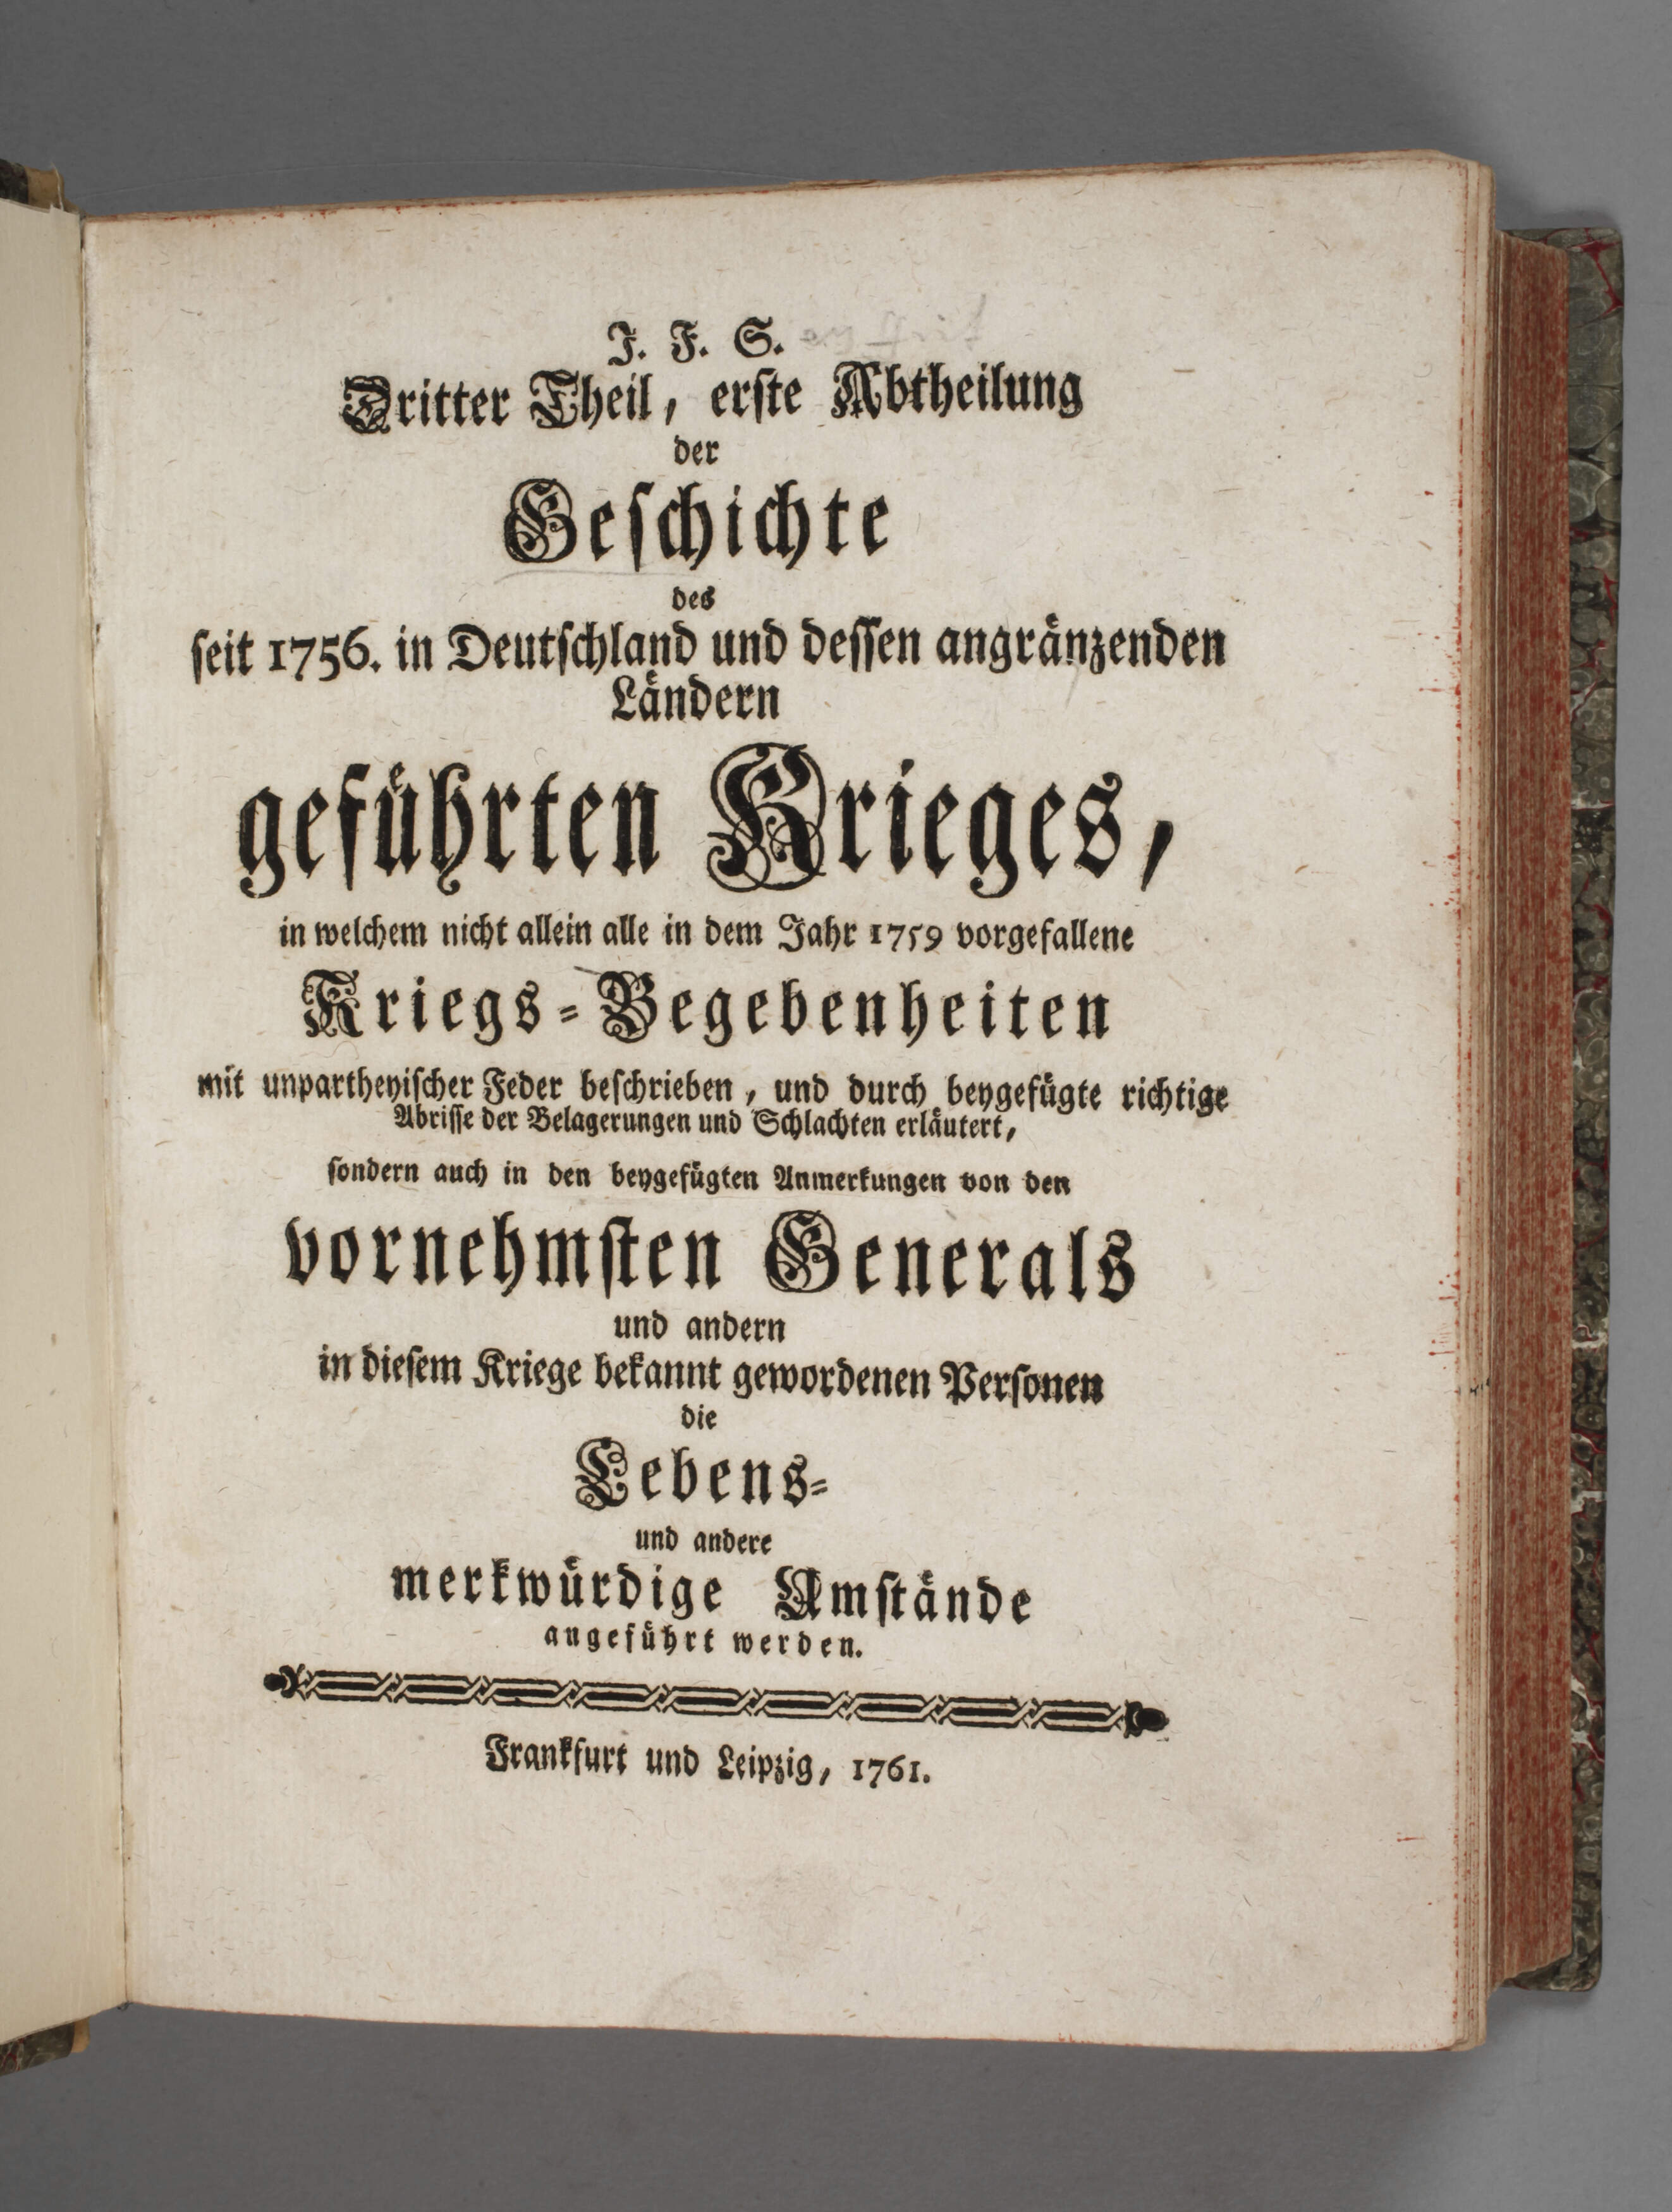 J. F. S.
Dritter Theil, erste Abtheilung
der
Geschichte
des
seit 1756. in Deutschland und dessen angränzenden
Ländern
geführten Krieges,
in welchem nicht allein alle in dem Jahr 1759 vorgefallene
Kriegs-Begebenheiten
mit unpartheyischer Feder beschrieben, und durch beygefügte richtige
Abrisse der Belagerungen und Schlachten erläutert,
sondern auch in den beygefügten Anmerkungen von den
vornehmsten Generals
und andern
in diesem Kriege bekannt gewordenen Personen
die
Lebens-
und andere
merkwürdige Umstände
angeführt werden.
Frankfurt und Leipzig, 1761.